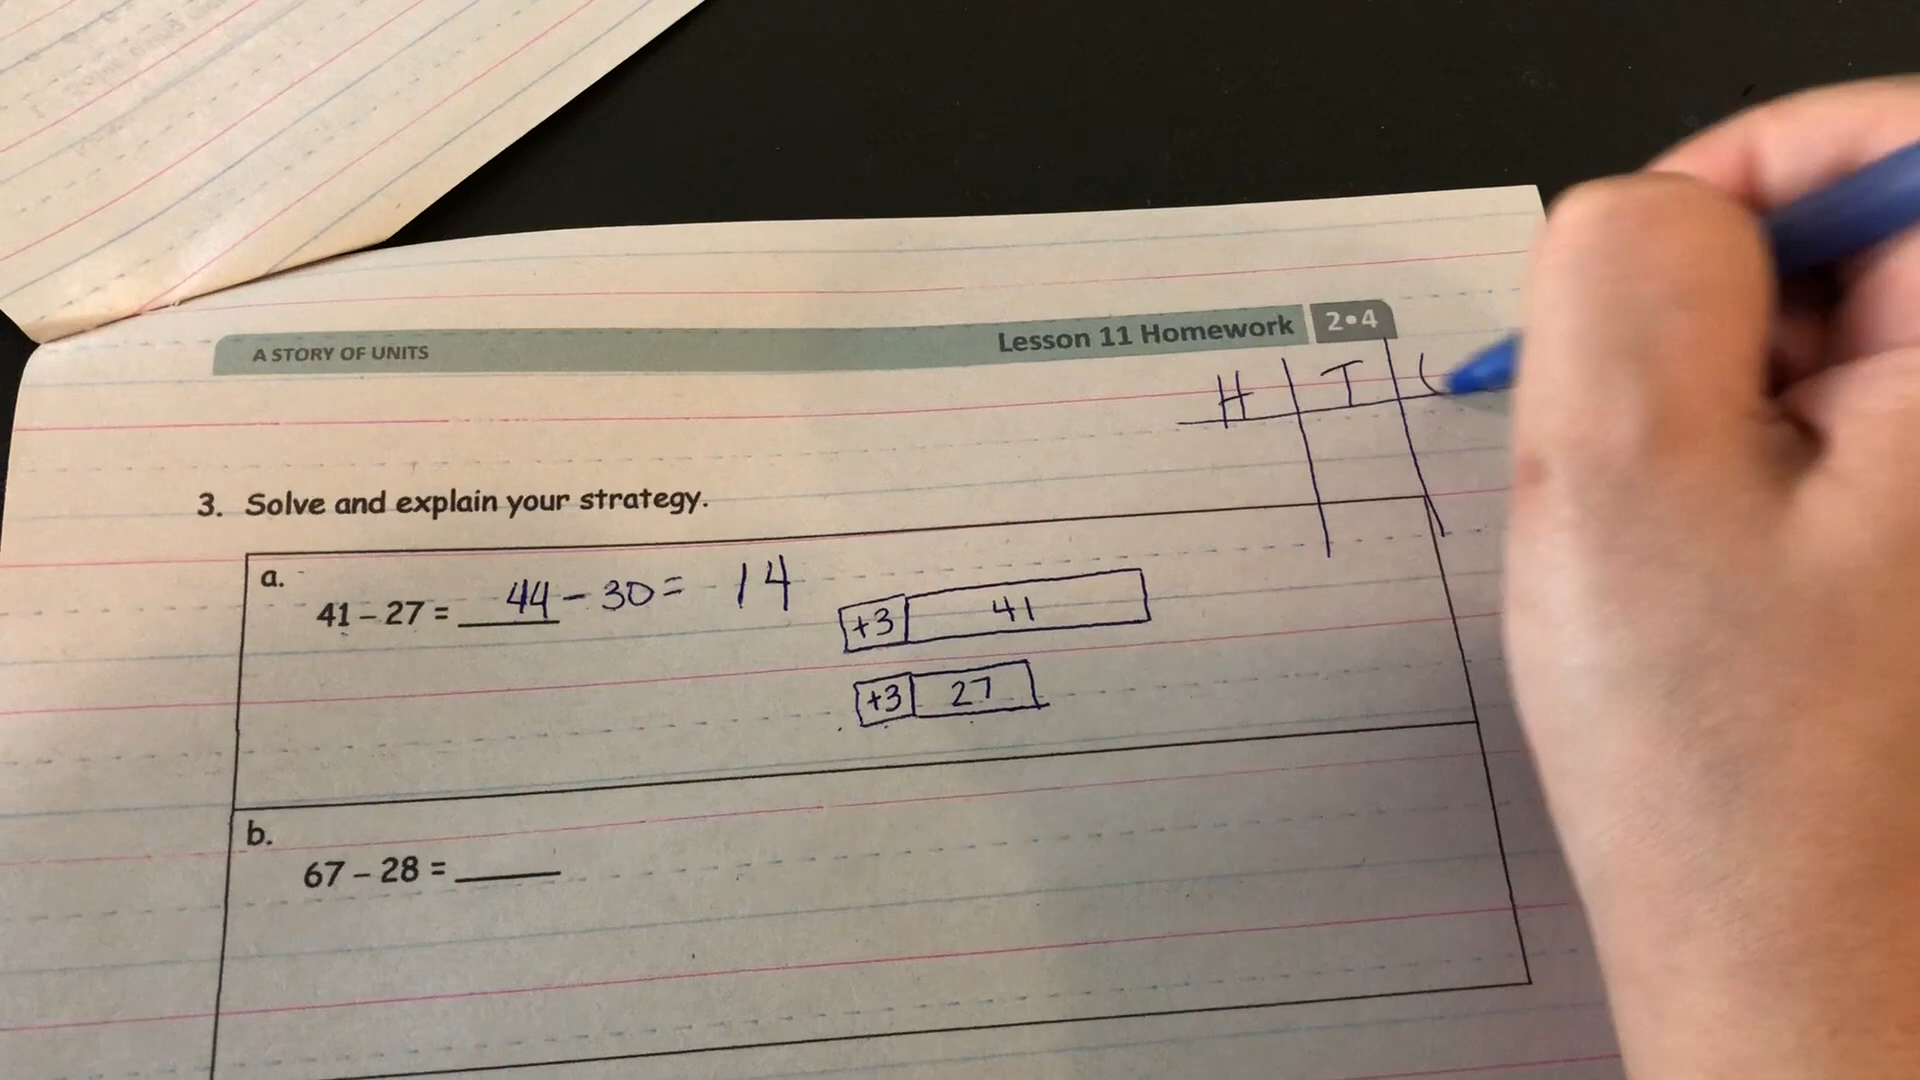 A STORY OF UNITS
Lesson 11 Homework 2•4
H T
3. Solve and explain your strategy.
a.
41 – 27 = 44 – 30 = 14
+3 41
+3 27
b.
67 – 28 = _____